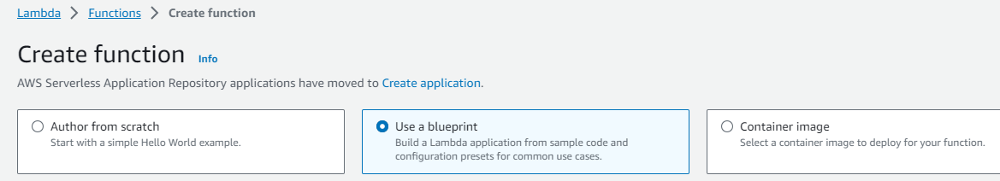 Lambda > Functions > Create function
Create function Info
AWS Serverless Application Repository applications have moved to Create application.
Author from scratch
Start with a simple Hello World example.
Use a blueprint
Build a Lambda application from sample code and
configuration presets for common use cases.
Container image
Select a container image to deploy for your function.